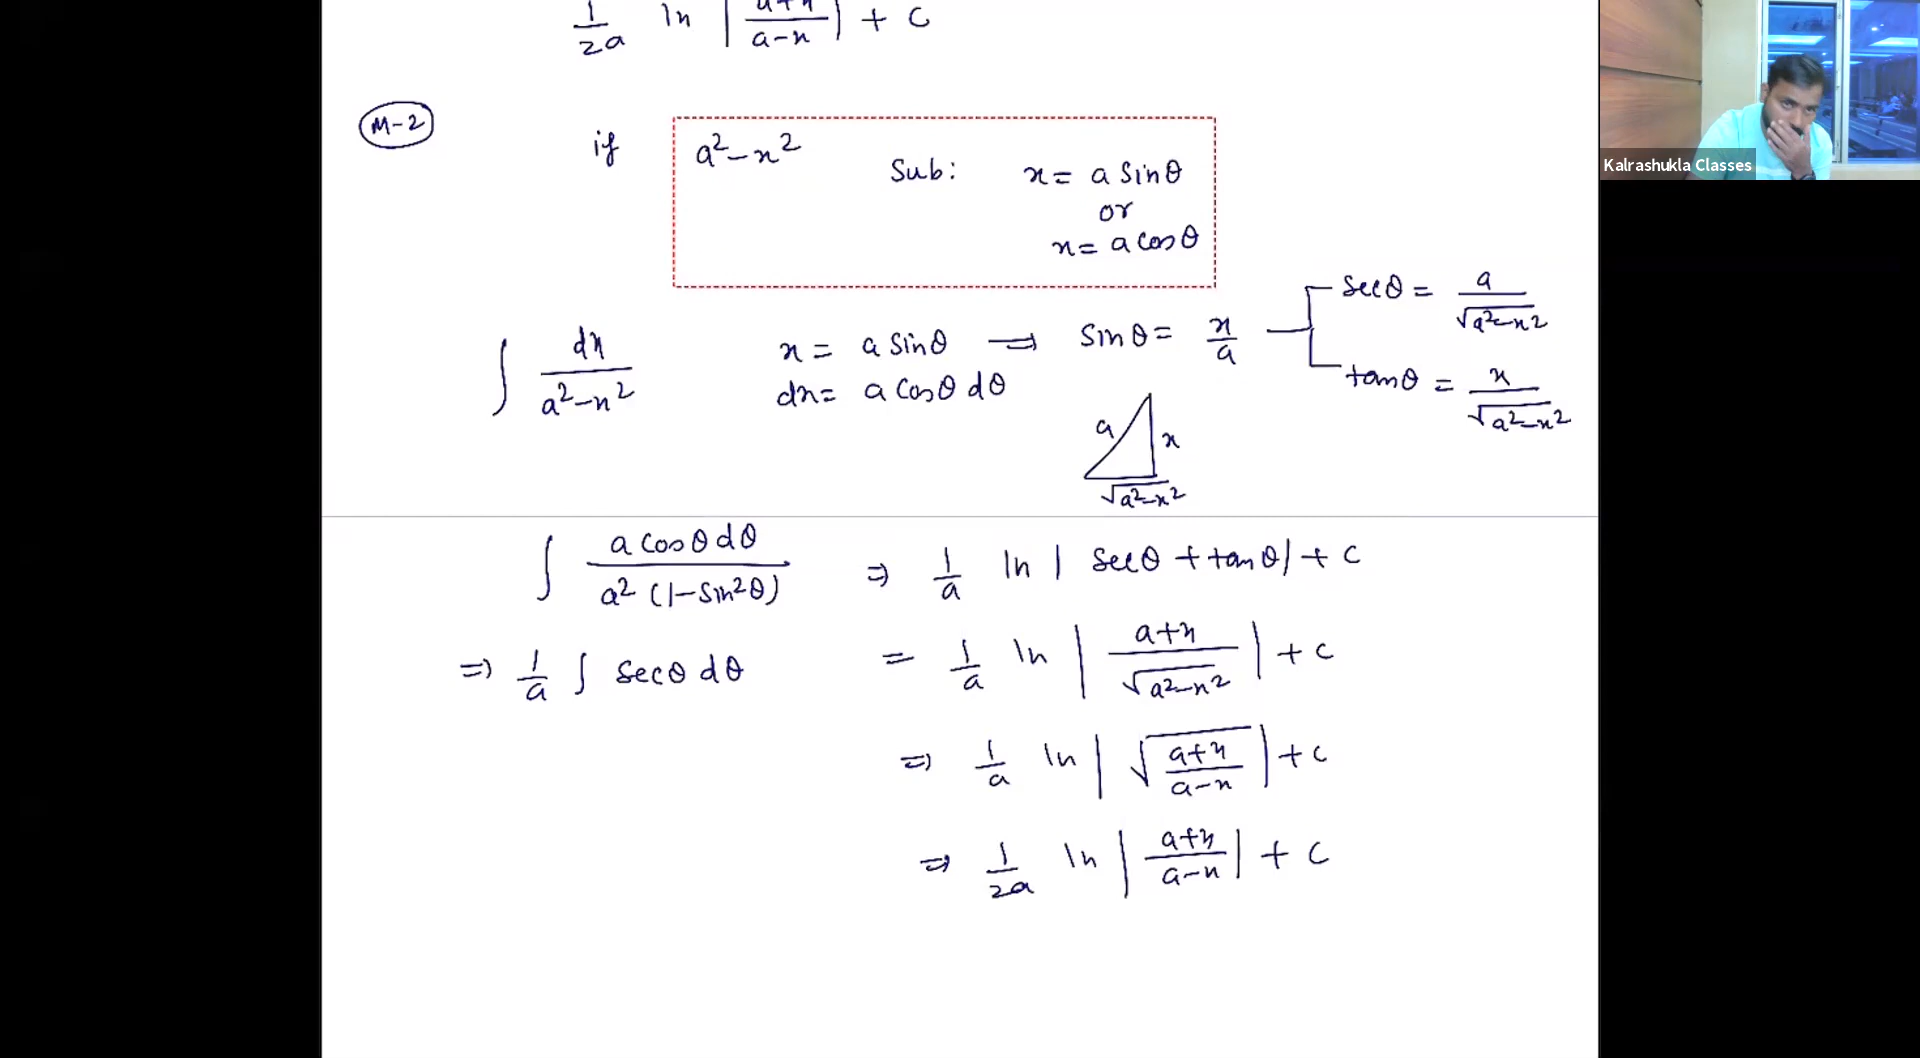 1/2a ln |a+x/a-x| + c
M-2
if a²-x² Sub: x = a Sinθ
or
x = a Cosθ
∫ dx/a²-x² x = a Sinθ ⇒ Sinθ = x/a
dx = a Cosθ dθ
Secθ = a/√a²-x²
tanθ = x/√a²-x²
a x
√a²-x²
∫ a Cosθ dθ/a² (1-Sin²θ)
⇒ 1/a ∫ Secθ dθ
⇒ 1/a ln | Secθ + tanθ | + c
= 1/a ln | a+x/√a²-x² | + c
⇒ 1/a ln | √a+x/a-x | + c
⇒ 1/2a ln | a+x/a-x | + c
Kalrashukla Classes